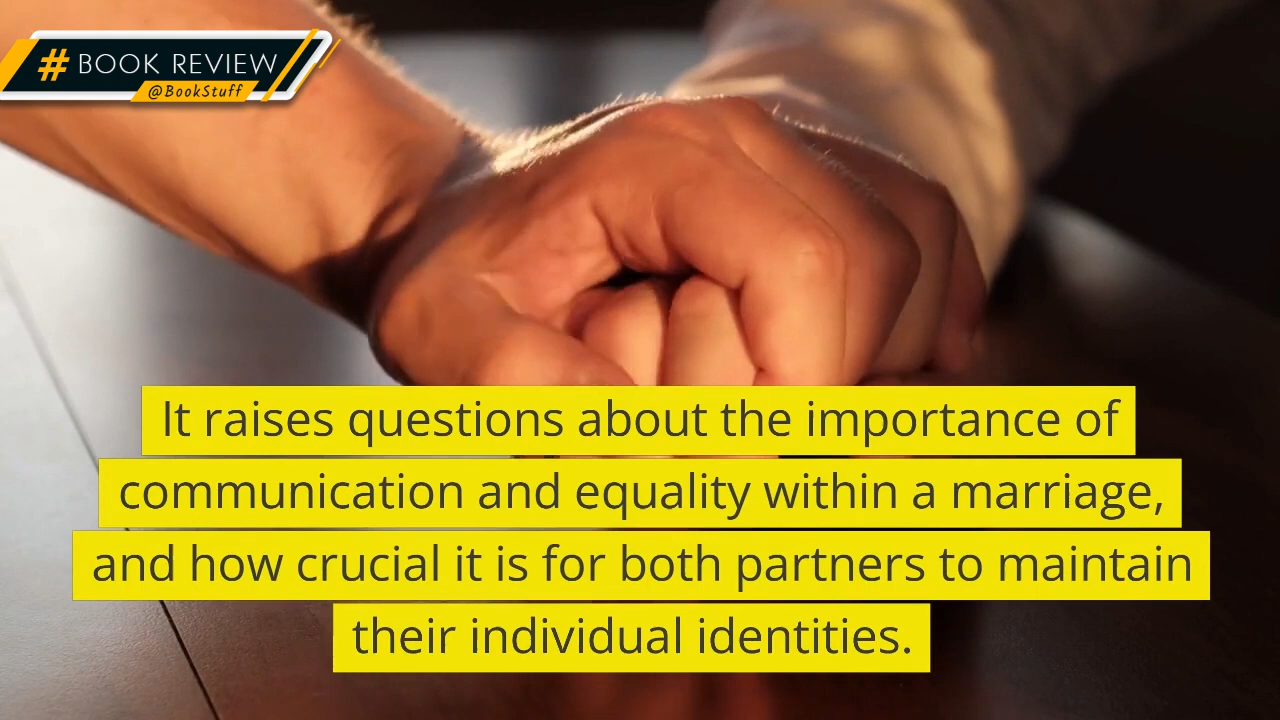 # BOOK REVIEW
@BookStuff
It raises questions about the importance of
communication and equality within a marriage,
and how crucial it is for both partners to maintain
their individual identities.